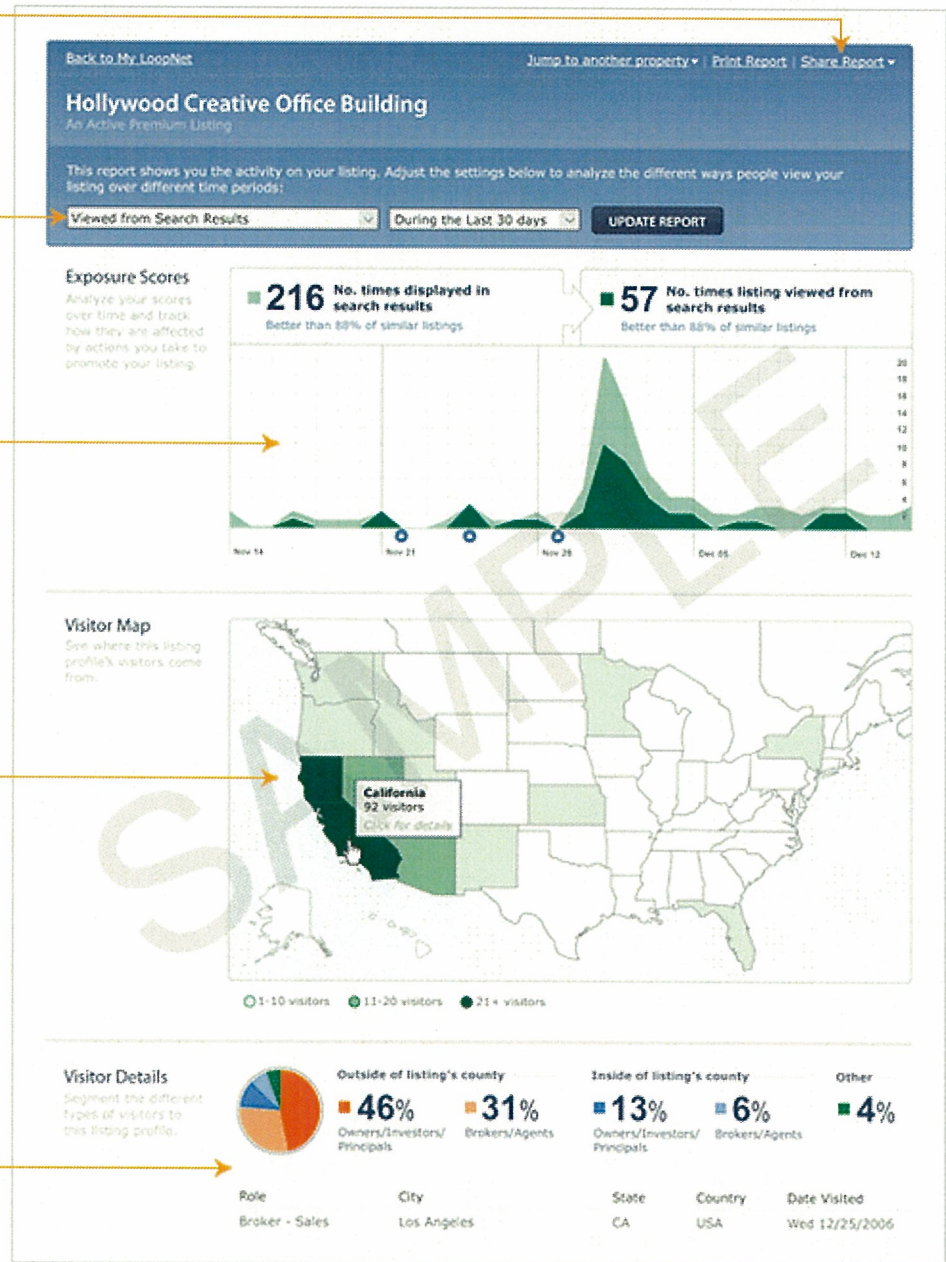 Back to My LoopNet
Jump to another property | Print Report | Share Report
Hollywood Creative Office Building
An Active Premium Listing
This report shows you the activity on your listing. Adjust the settings below to analyze the different ways people view your
listing over different time periods:
Viewed from Search Results
During the Last 30 days
UPDATE REPORT
Exposure Scores
Analyze your scores
over time and track
how they are affected
by actions you take to
promote your listing.
216 No. times displayed in
search results
Better than 88% of similar listings
57 No. times listing viewed from
search results
Better than 88% of similar listings
20
18
16
14
12
10
8
6
4
2
Nov 14
Nov 21
Nov 28
Dec 05
Dec 12
SAMPLE
Visitor Map
See where this listing
profile's visitors come
from.
California
92 visitors
Click for details
1-10 visitors
11-20 visitors
21+ visitors
Visitor Details
Segment the different
types of visitors to
this listing profile.
Outside of listing's county
46%
Owners/Investors/
Principals
31%
Brokers/Agents
Inside of listing's county
13%
Owners/Investors/
Principals
6%
Brokers/Agents
Other
4%
Role City State Country Date Visited
Broker - Sales Los Angeles CA USA Wed 12/25/2006